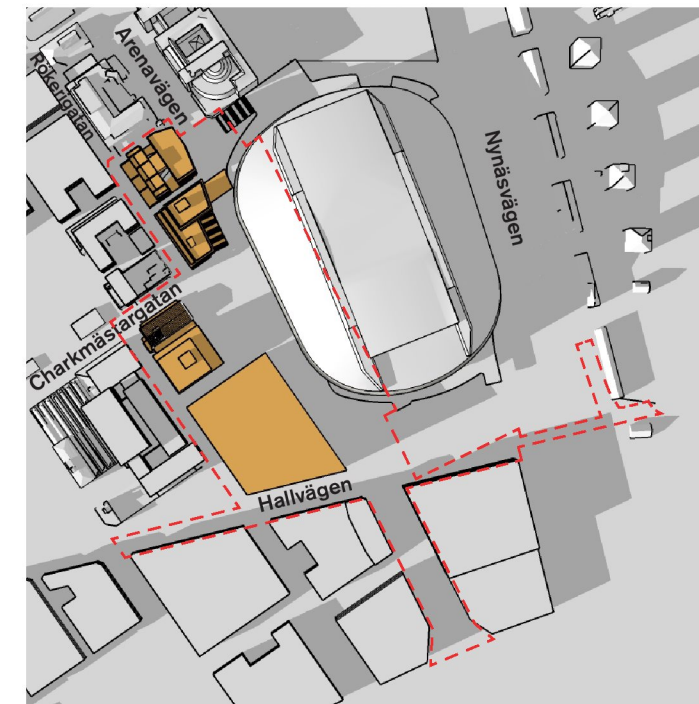 Arenavägen
Rökerigatan
Nynäsvägen
Charkmästargatan
Hallvägen